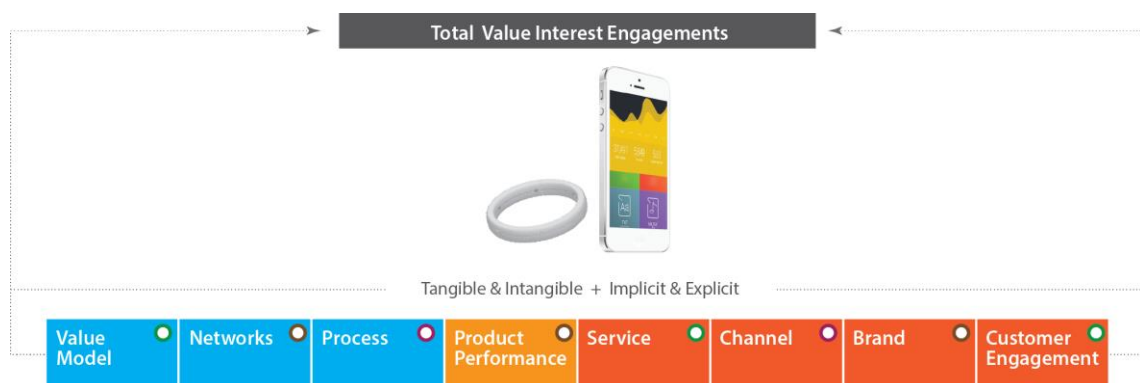 Total Value Interest Engagements
Tangible & Intangible + Implicit & Explicit
Value
Model
Networks
Process
Product
Performance
Service
Channel
Brand
Customer
Engagement